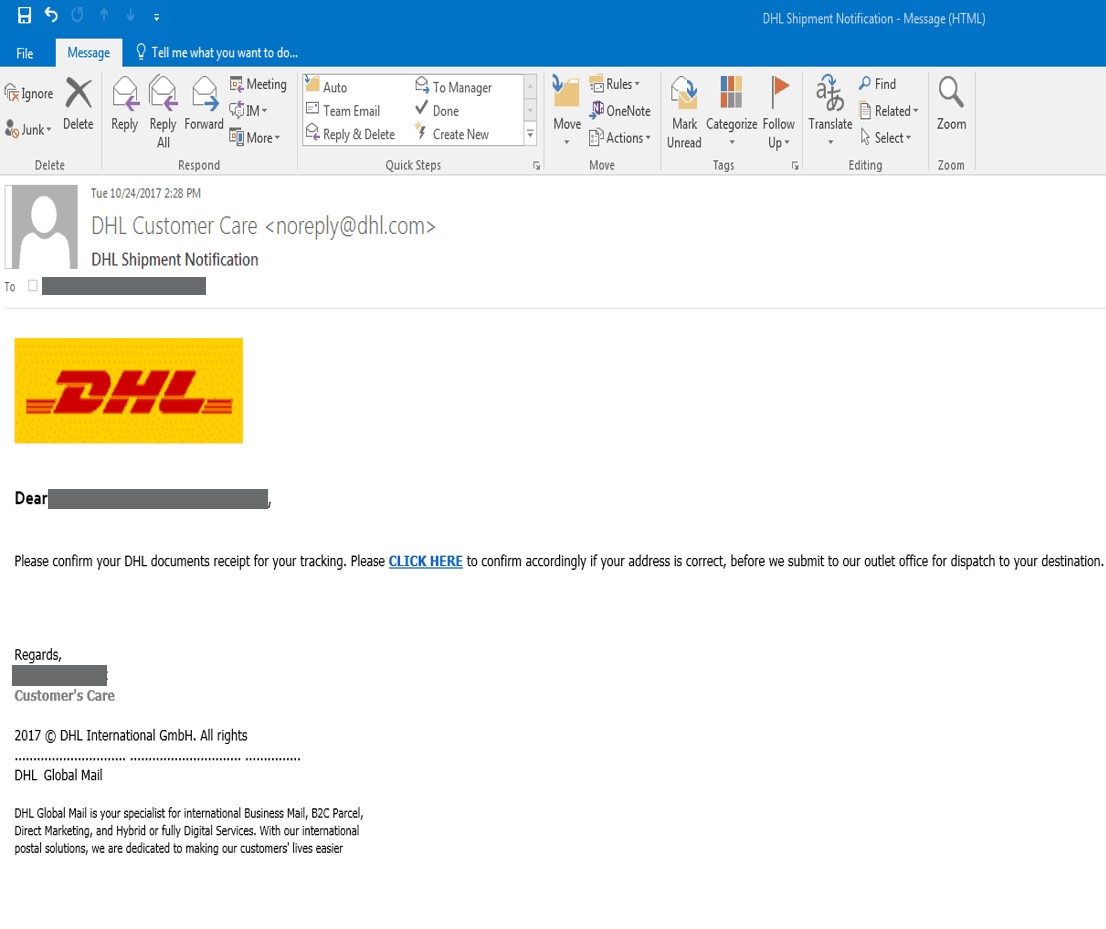 DHL Shipment Notification - Message (HTML)
File Message Tell me what you want to do...
Ignore
Junk
Delete
Delete
Reply
Reply All
Forward
Meeting
IM
More
Respond
Auto
Team Email
Reply & Delete
To Manager
Done
Create New
Quick Steps
Move
Rules
OneNote
Actions
Move
Mark Unread
Categorize
Follow Up
Tags
Translate
Find
Related
Select
Editing
Zoom
Zoom
Tue 10/24/2017 2:28 PM
DHL Customer Care <noreply@dhl.com>
DHL Shipment Notification
To
DHL
Dear ,
Please confirm your DHL documents receipt for your tracking. Please CLICK HERE to confirm accordingly if your address is correct, before we submit to our outlet office for dispatch to your destination.
Regards,
Customer's Care
2017 © DHL International GmbH. All rights
.............................. .............................. ...............
DHL Global Mail
DHL Global Mail is your specialist for international Business Mail, B2C Parcel,
Direct Marketing, and Hybrid or fully Digital Services. With our international
postal solutions, we are dedicated to making our customers' lives easier